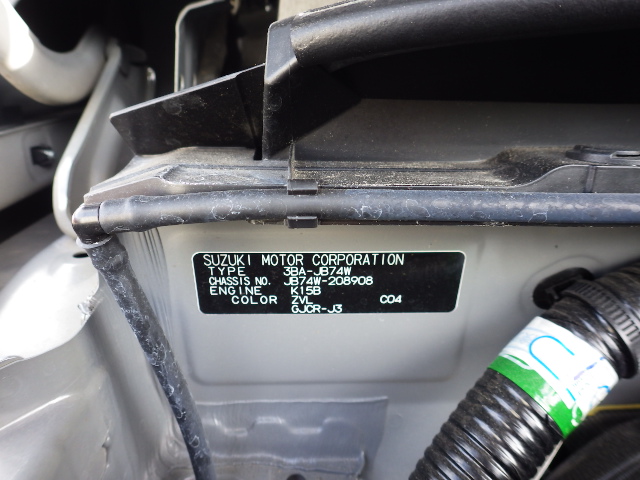 SUZUKI MOTOR CORPORATION
TYPE 3BA-JB74W
CHASSIS NO. JB74W-208908
ENGINE K15B
COLOR ZVL C04
GJCR-J3